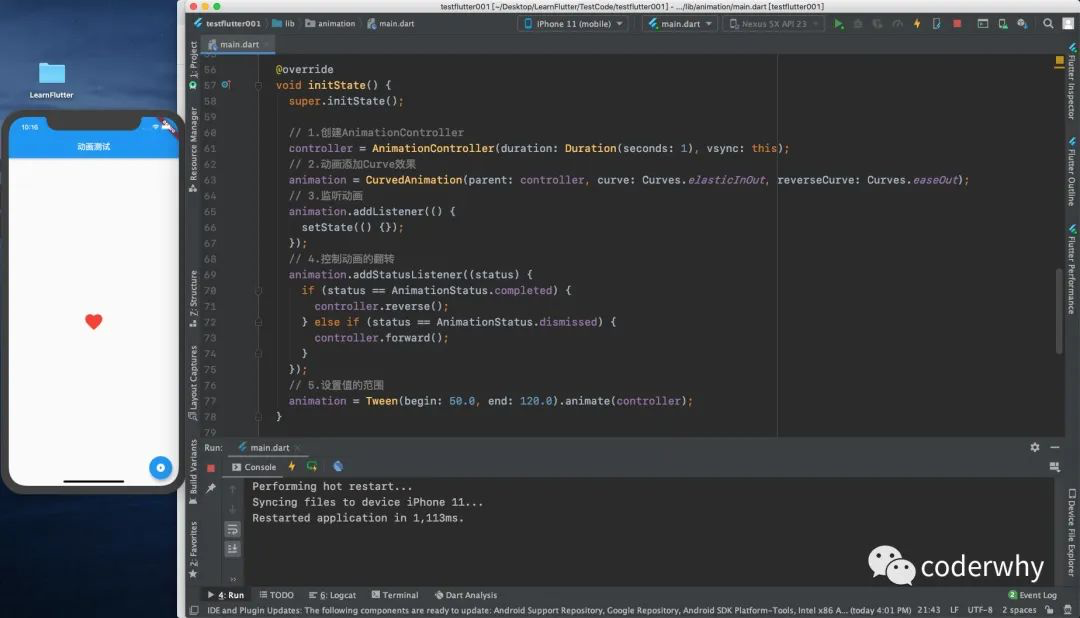 testflutter001 [~/Desktop/LearnFlutter/TestCode/testflutter001] - .../lib/animation/main.dart [testflutter001]
testflutter001 lib animation main.dart iPhone 11 (mobile) main.dart Nexus 5X API 23
main.dart
LearnFlutter
10:16
动画测试
1: Project
Resource Manager
Z: Structure
Layout Captures
Build Variants
2: Favorites
56 @override
57 void initState() {
58 super.initState();
59
60 // 1.创建AnimationController
61 controller = AnimationController(duration: Duration(seconds: 1), vsync: this);
62 // 2.动画添加Curve效果
63 animation = CurvedAnimation(parent: controller, curve: Curves.elasticInOut, reverseCurve: Curves.easeOut);
64 // 3.监听动画
65 animation.addListener(() {
66 setState(() {});
67 });
68 // 4.控制动画的翻转
69 animation.addStatusListener((status) {
70 if (status == AnimationStatus.completed) {
71 controller.reverse();
72 } else if (status == AnimationStatus.dismissed) {
73 controller.forward();
74 }
75 });
76 // 5.设置值的范围
77 animation = Tween(begin: 50.0, end: 120.0).animate(controller);
78 }
79
Flutter Inspector
Flutter Outline
Flutter Performance
Device File Explorer
Run: main.dart
Console
Performing hot restart...
Syncing files to device iPhone 11...
Restarted application in 1,113ms.
coderwhy
4: Run TODO 6: Logcat Terminal Dart Analysis 2 Event Log
IDE and Plugin Updates: The following components are ready to update: Android Support Repository, Google Repository, Android SDK Platform-Tools, Intel x86 A... (today 4:01 PM) 21:43 LF UTF-8 2 spaces